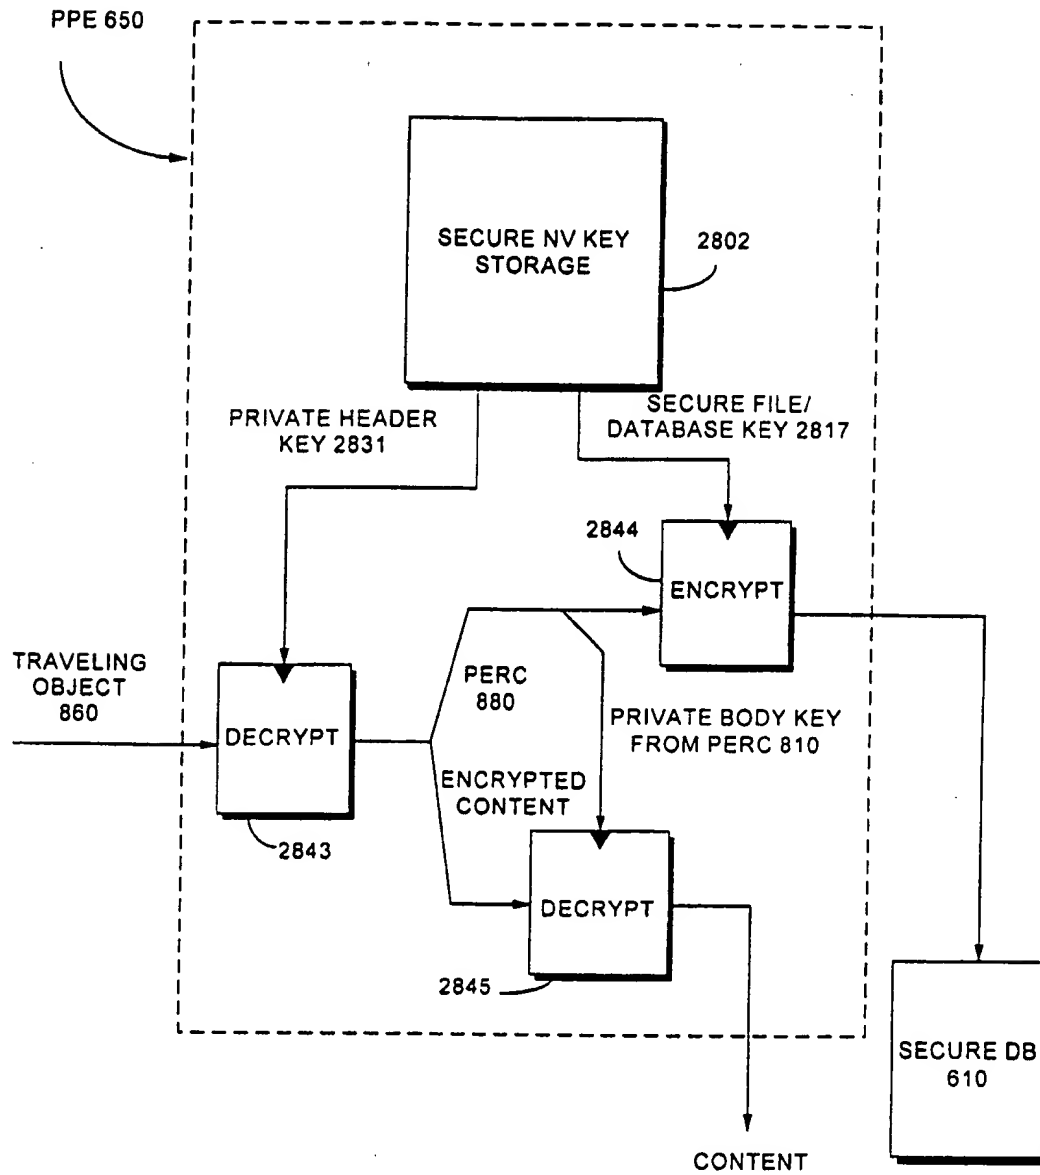 PPE 650
SECURE NV KEY
STORAGE
2802
PRIVATE HEADER
KEY 2831
SECURE FILE/
DATABASE KEY 2817
2844
ENCRYPT
TRAVELING
OBJECT
860
DECRYPT
PERC
880
PRIVATE BODY KEY
FROM PERC 810
ENCRYPTED
CONTENT
2843
DECRYPT
2845
SECURE DB
610
CONTENT